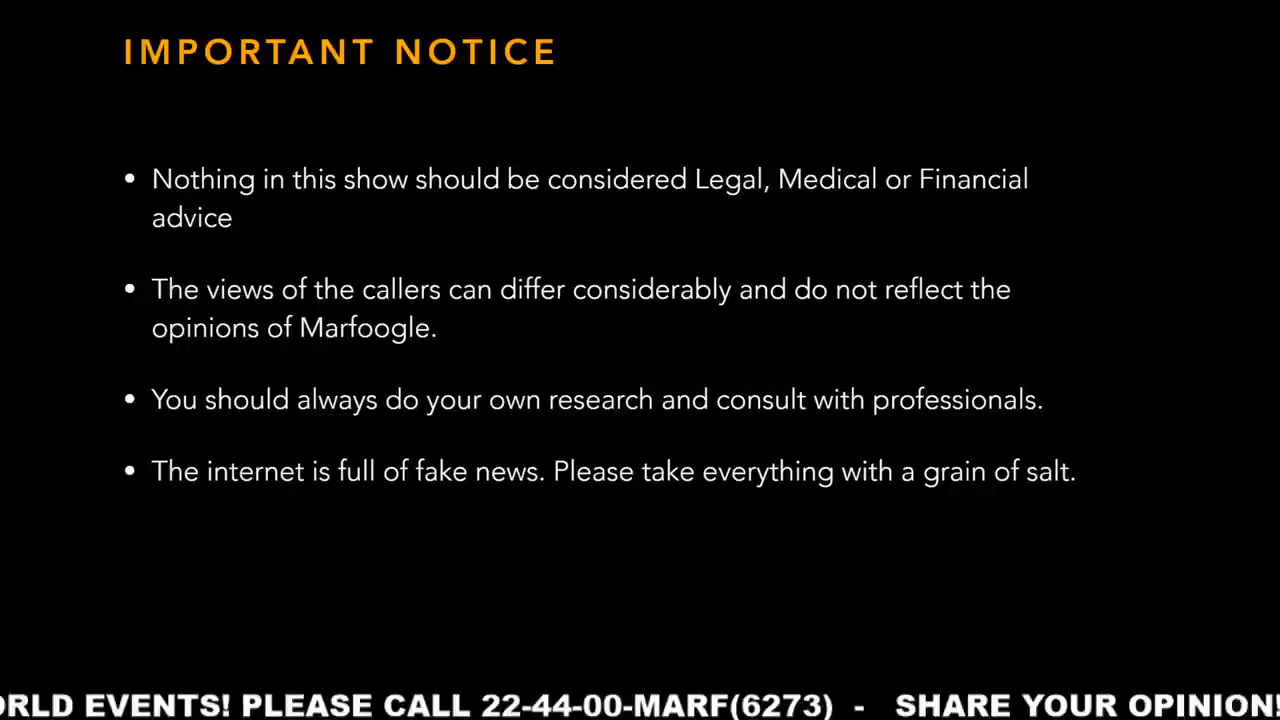 IMPORTANT NOTICE
• Nothing in this show should be considered Legal, Medical or Financial
advice
• The views of the callers can differ considerably and do not reflect the
opinions of Marfoogle.
• You should always do your own research and consult with professionals.
• The internet is full of fake news. Please take everything with a grain of salt.
ORLD EVENTS! PLEASE CALL 22-44-00-MARF(6273) - SHARE YOUR OPINION!